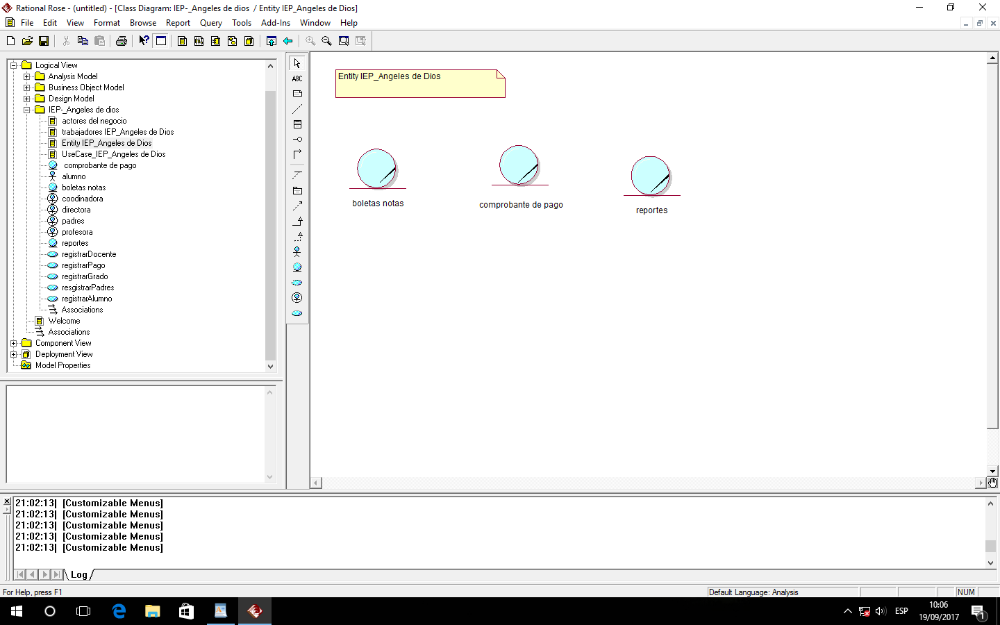 Rational Rose - (untitled) - [Class Diagram: IEP-_Angeles de dios  / Entity IEP_Angeles de Dios]
File Edit View Format Browse Report Query Tools Add-Ins Window Help
Logical View
Analysis Model
Business Object Model
Design Model
IEP-_Angeles de dios
actores del negocio
trabajadores IEP_Angeles de Dios
Entity IEP_Angeles de Dios
UseCase_IEP_Angeles de Dios
comprobante de pago
alumno
boletas notas
coodinadora
directora
padres
profesora
reportes
registrarDocente
registrarPago
registrarGrado
resgistrarPadres
registrarAlumno
Associations
Welcome
Associations
Component View
Deployment View
Model Properties
ABC
Entity IEP_Angeles de Dios
boletas notas
comprobante de pago
reportes
21:02:13|  [Customizable Menus]
21:02:13|  [Customizable Menus]
21:02:13|  [Customizable Menus]
21:02:13|  [Customizable Menus]
21:02:13|  [Customizable Menus]
Log
For Help, press F1
Default Language: Analysis
NUM
ESP
10:06
19/09/2017
1